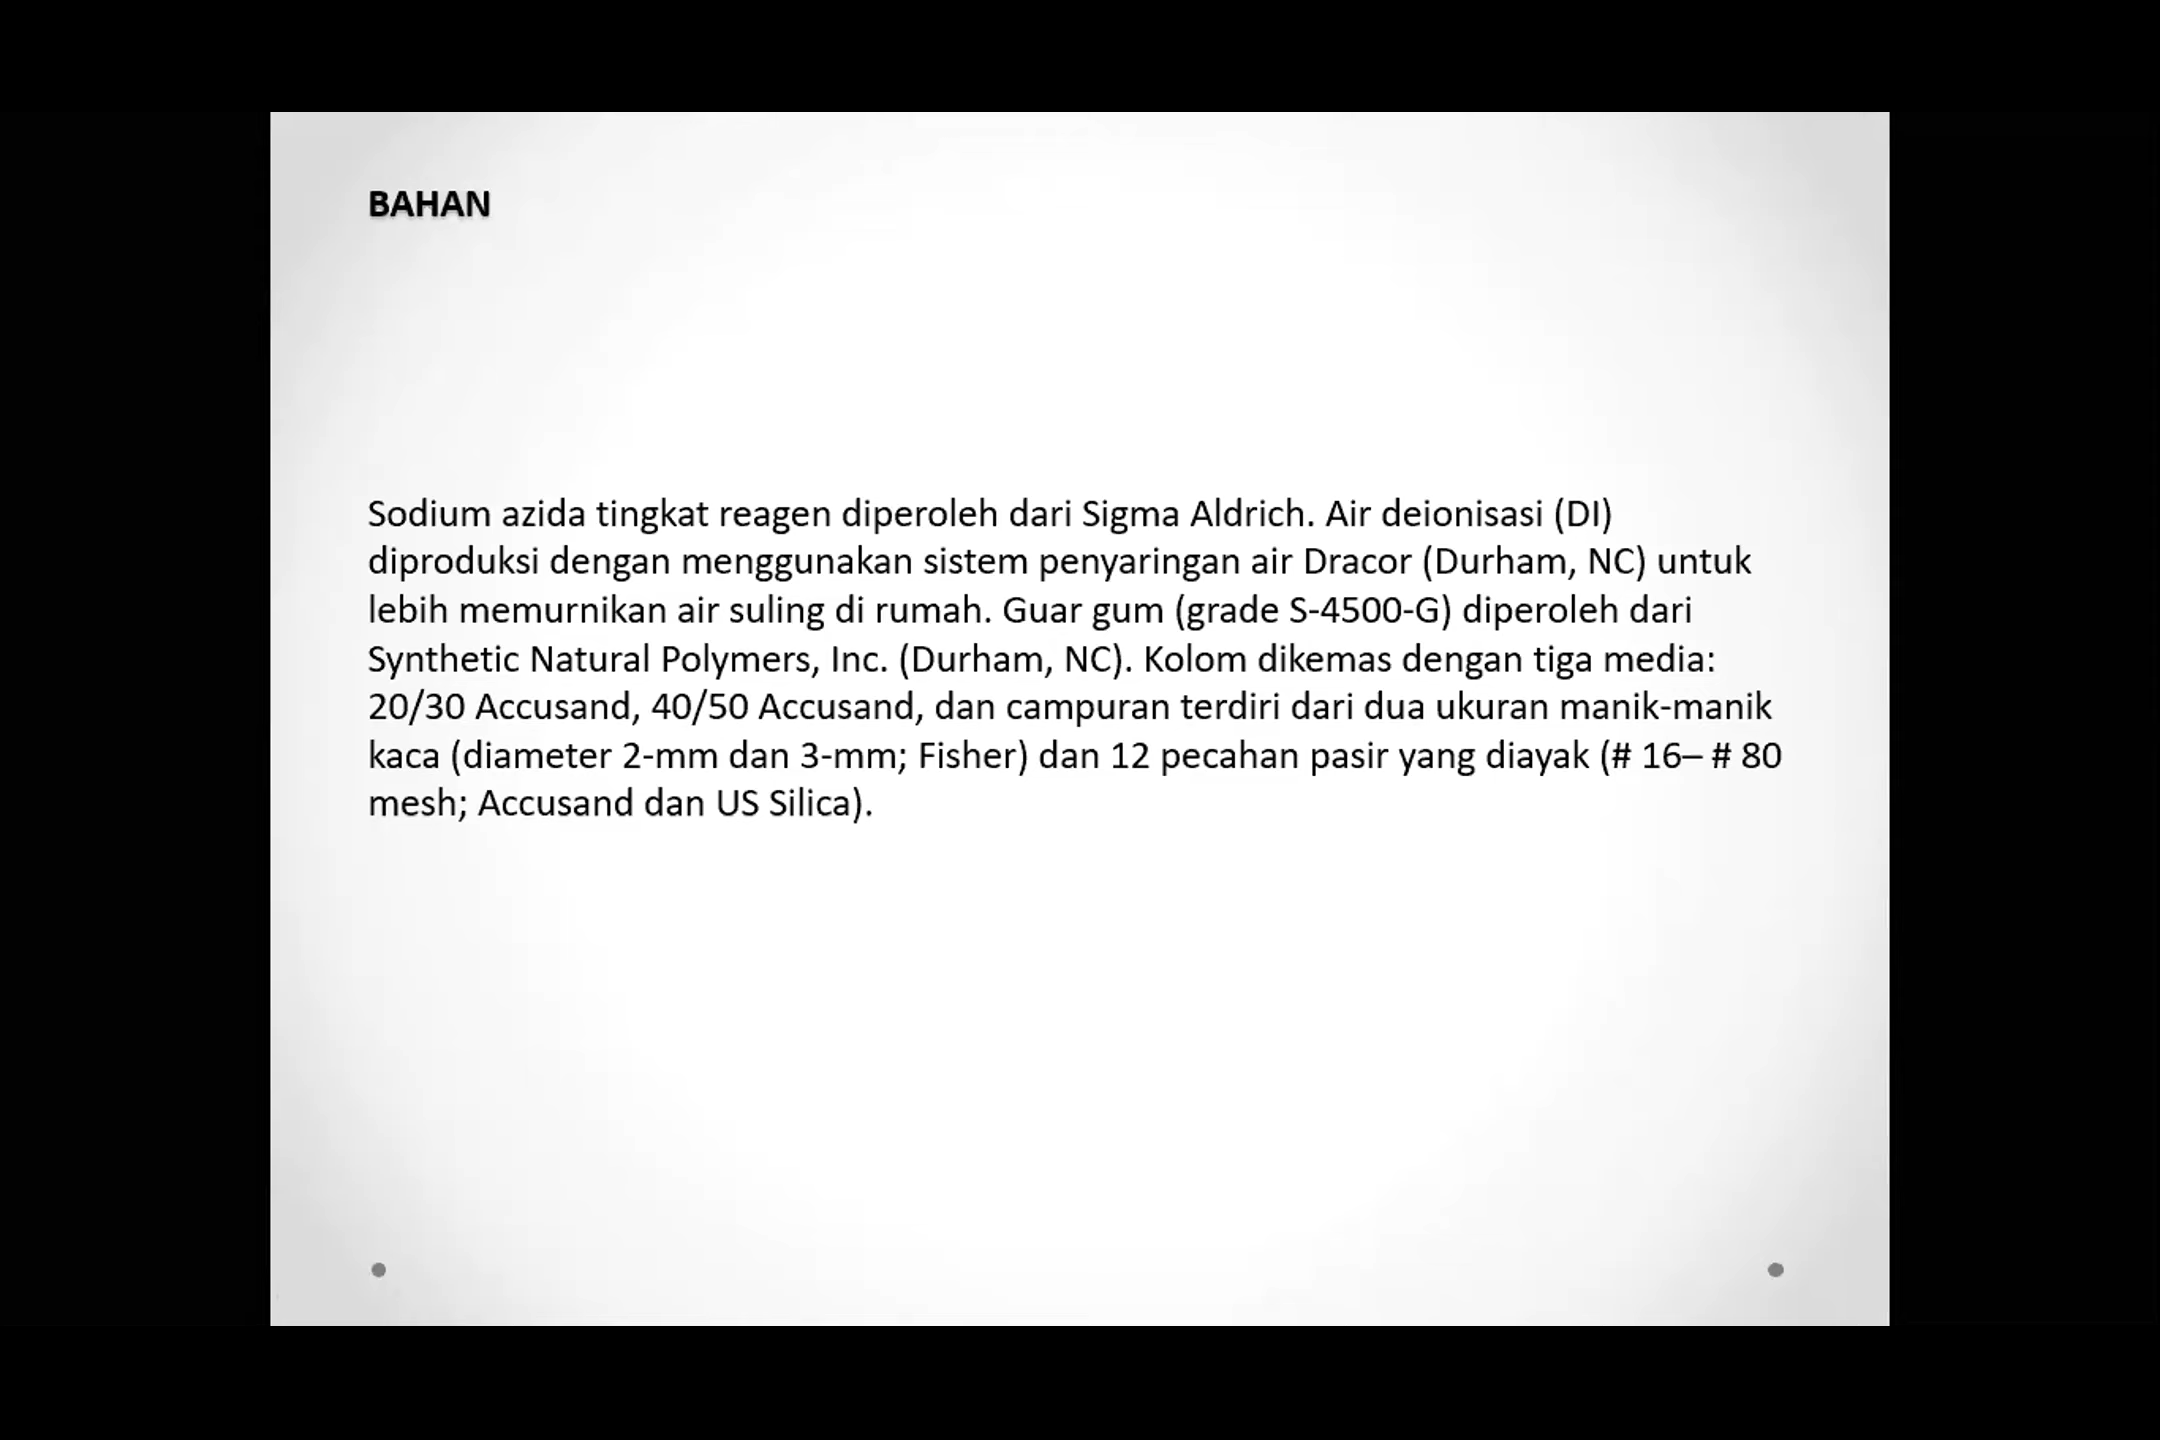 BAHAN
Sodium azida tingkat reagen diperoleh dari Sigma Aldrich. Air deionisasi (DI)
diproduksi dengan menggunakan sistem penyaringan air Dracor (Durham, NC) untuk
lebih memurnikan air suling di rumah. Guar gum (grade S-4500-G) diperoleh dari
Synthetic Natural Polymers, Inc. (Durham, NC). Kolom dikemas dengan tiga media:
20/30 Accusand, 40/50 Accusand, dan campuran terdiri dari dua ukuran manik-manik
kaca (diameter 2-mm dan 3-mm; Fisher) dan 12 pecahan pasir yang diayak (# 16– # 80
mesh; Accusand dan US Silica).